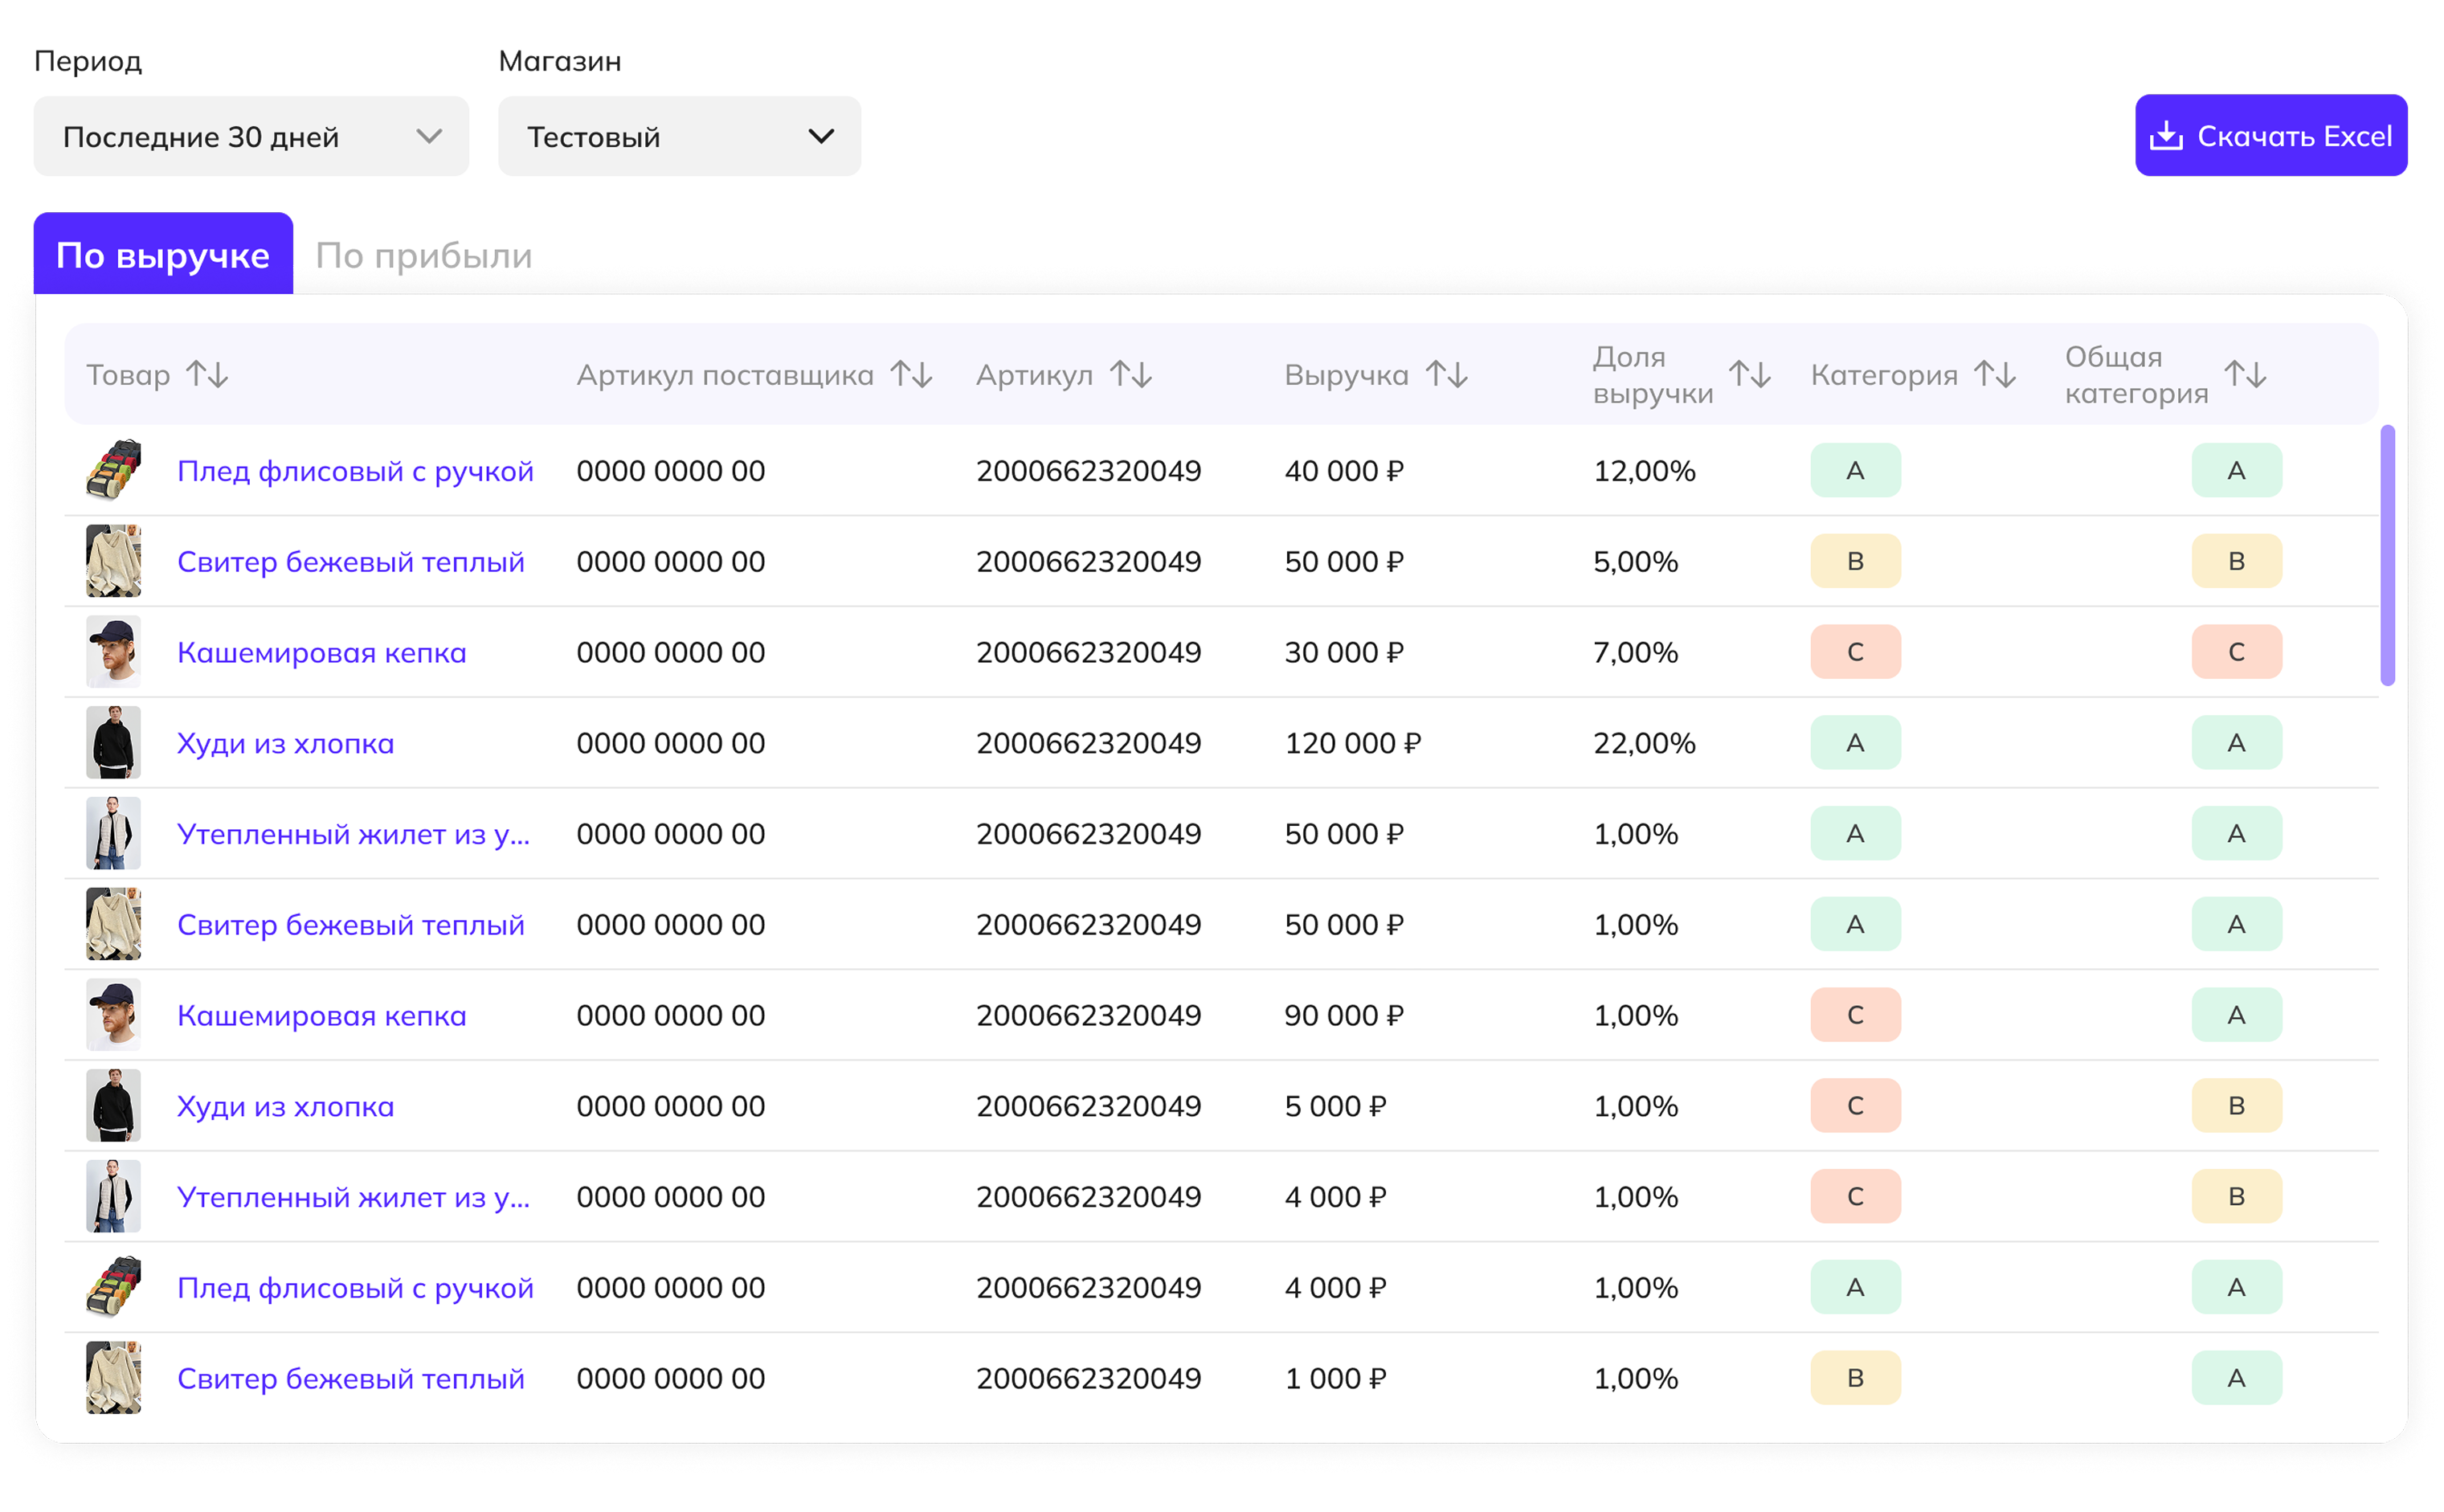 Период
Магазин
Последние 30 дней
Тестовый
Скачать Excel
По выручке
По прибыли
Товар Артикул поставщика Артикул Выручка Доля выручки Категория Общая категория
Плед флисовый с ручкой 0000 0000 00 2000662320049 40 000 ₽ 12,00% A A
Свитер бежевый теплый 0000 0000 00 2000662320049 50 000 ₽ 5,00% B B
Кашемировая кепка 0000 0000 00 2000662320049 30 000 ₽ 7,00% C C
Худи из хлопка 0000 0000 00 2000662320049 120 000 ₽ 22,00% A A
Утепленный жилет из у... 0000 0000 00 2000662320049 50 000 ₽ 1,00% A A
Свитер бежевый теплый 0000 0000 00 2000662320049 50 000 ₽ 1,00% A A
Кашемировая кепка 0000 0000 00 2000662320049 90 000 ₽ 1,00% C A
Худи из хлопка 0000 0000 00 2000662320049 5 000 ₽ 1,00% C B
Утепленный жилет из у... 0000 0000 00 2000662320049 4 000 ₽ 1,00% C B
Плед флисовый с ручкой 0000 0000 00 2000662320049 4 000 ₽ 1,00% A A
Свитер бежевый теплый 0000 0000 00 2000662320049 1 000 ₽ 1,00% B A